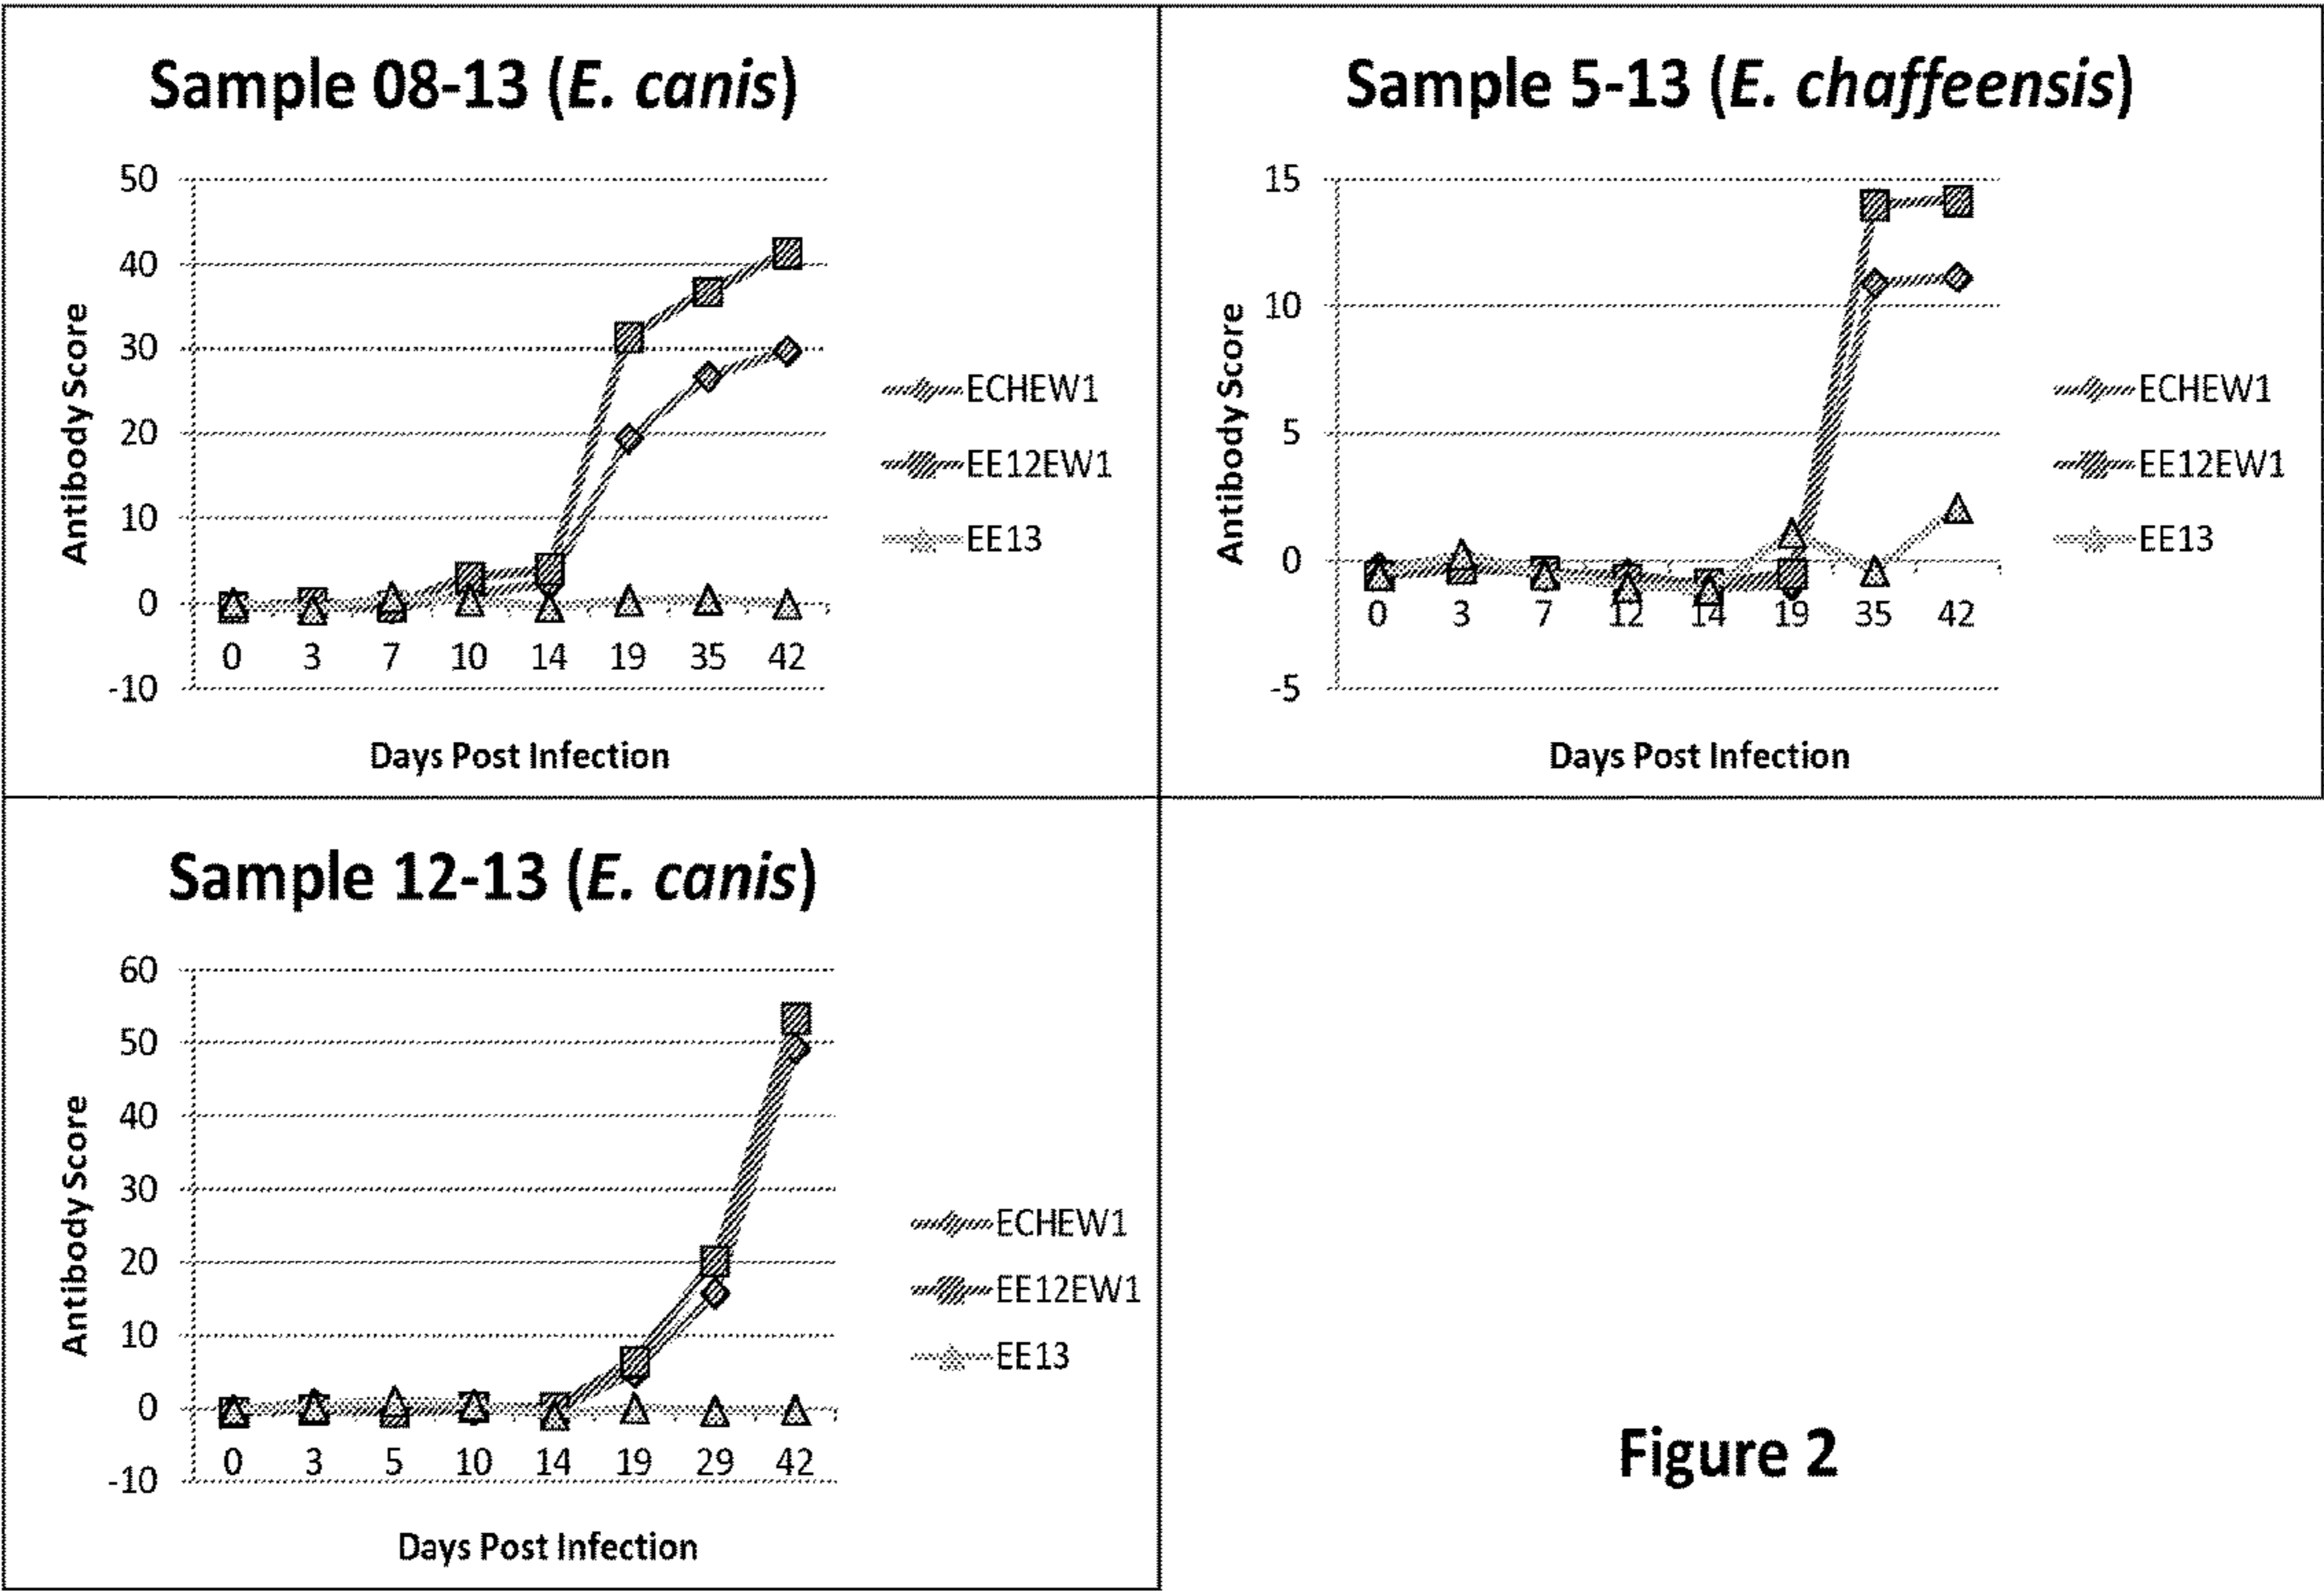 Sample 08-13 (E. canis)
50
40
30
20
10
0
-10
Antibody Score
0 3 7 10 14 19 35 42
Days Post Infection
ECHEW1
EE12EW1
EE13
Sample 5-13 (E. chaffeensis)
15
10
5
0
-5
Antibody Score
0 3 7 12 14 19 35 42
Days Post Infection
ECHEW1
EE12EW1
EE13
Sample 12-13 (E. canis)
60
50
40
30
20
10
0
-10
Antibody Score
0 3 5 10 14 19 29 42
Days Post Infection
ECHEW1
EE12EW1
EE13
Figure 2